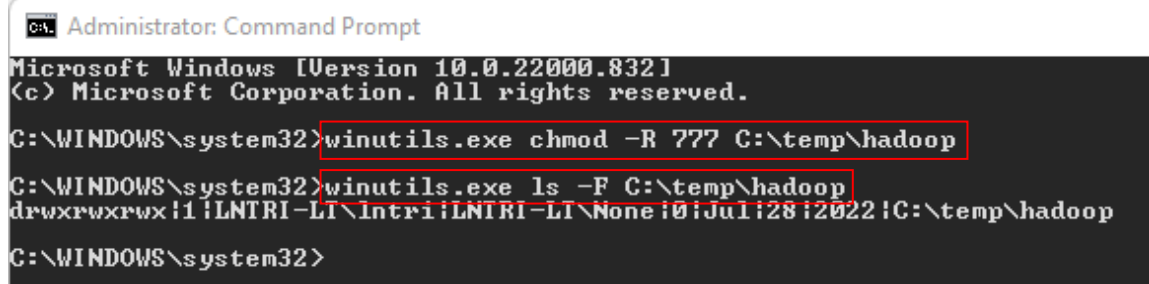 Administrator: Command Prompt
Microsoft Windows [Version 10.0.22000.832]
(c) Microsoft Corporation. All rights reserved.
C:\WINDOWS\system32>winutils.exe chmod -R 777 C:\temp\hadoop
C:\WINDOWS\system32>winutils.exe ls -F C:\temp\hadoop
drwxrwxrwx|1|LNTRI-LT\lntri|LNTRI-LT\None|0|Jul|28|2022|C:\temp\hadoop
C:\WINDOWS\system32>